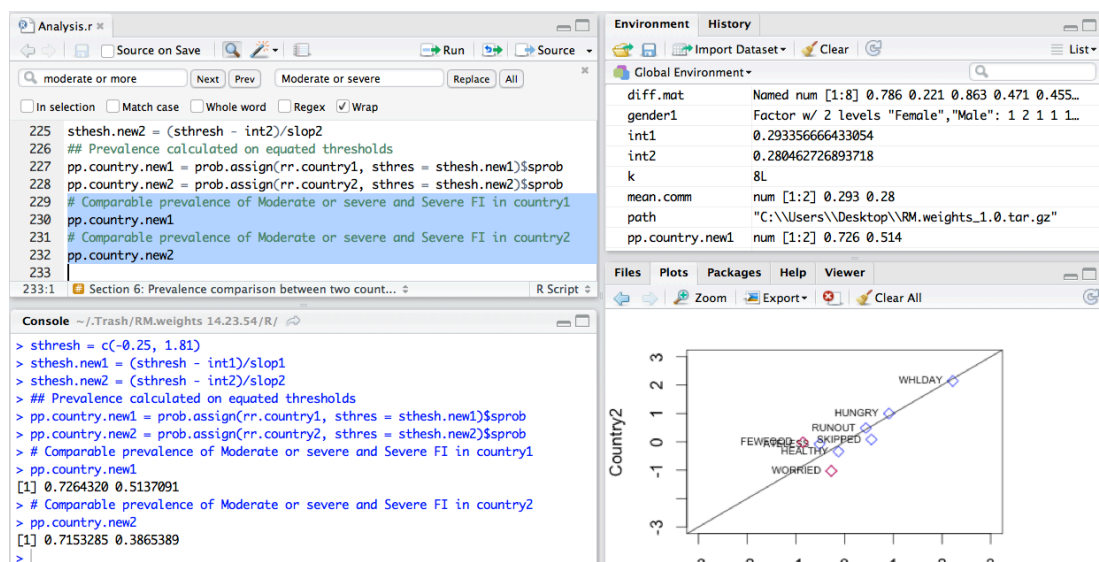 Analysis.r
Source on Save
Run
Source
moderate or more
Next
Prev
Moderate or severe
Replace
All
In selection
Match case
Whole word
Regex
Wrap
225 sthesh.new2 = (sthresh - int2)/slop2
226 ## Prevalence calculated on equated thresholds
227 pp.country.new1 = prob.assign(rr.country1, sthres = sthesh.new1)$sprob
228 pp.country.new2 = prob.assign(rr.country2, sthres = sthesh.new2)$sprob
229 # Comparable prevalence of Moderate or severe and Severe FI in country1
230 pp.country.new1
231 # Comparable prevalence of Moderate or severe and Severe FI in country2
232 pp.country.new2
233
233:1 Section 6: Prevalence comparison between two count... R Script
Console ~/.Trash/RM.weights 14.23.54/R/
> sthresh = c(-0.25, 1.81)
> sthesh.new1 = (sthresh - int1)/slop1
> sthesh.new2 = (sthresh - int2)/slop2
> ## Prevalence calculated on equated thresholds
> pp.country.new1 = prob.assign(rr.country1, sthres = sthesh.new1)$sprob
> pp.country.new2 = prob.assign(rr.country2, sthres = sthesh.new2)$sprob
> # Comparable prevalence of Moderate or severe and Severe FI in country1
> pp.country.new1
[1] 0.7264320 0.5137091
> # Comparable prevalence of Moderate or severe and Severe FI in country2
> pp.country.new2
[1] 0.7153285 0.3865389
>
Environment History
Import Dataset
Clear
List
Global Environment
diff.mat Named num [1:8] 0.786 0.221 0.863 0.471 0.455…
gender1 Factor w/ 2 levels "Female","Male": 1 2 1 1 1…
int1 0.293356666433054
int2 0.280462726893718
k 8L
mean.comm num [1:2] 0.293 0.28
path "C:\\Users\\Desktop\\RM.weights_1.0.tar.gz"
pp.country.new1 num [1:2] 0.726 0.514
Files Plots Packages Help Viewer
Zoom
Export
Clear All
Country2
3
2
1
0
-1
-3
WHLDAY
HUNGRY
RUNOUT
SKIPPED
FEWFOOD
HEALTHY
WORRIED